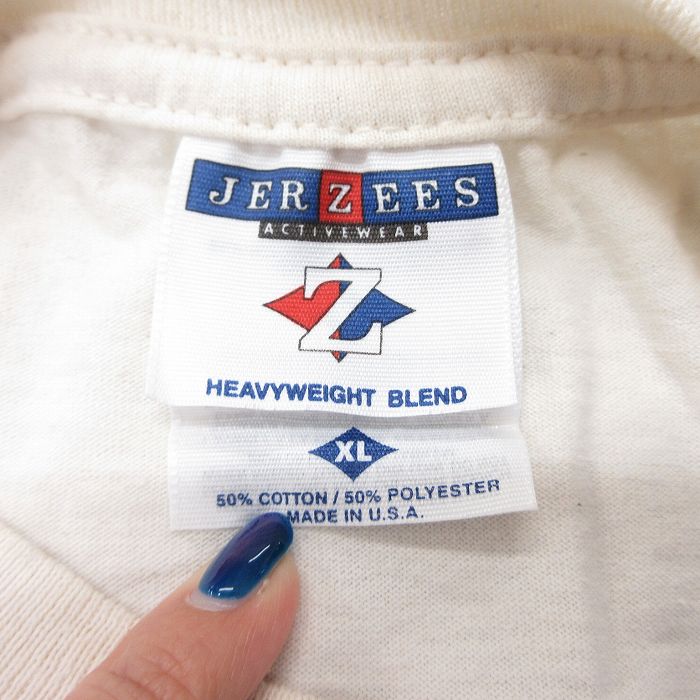 JERZEES
ACTIVEWEAR
Z
HEAVYWEIGHT BLEND
XL
50% COTTON / 50% POLYESTER
MADE IN U.S.A.